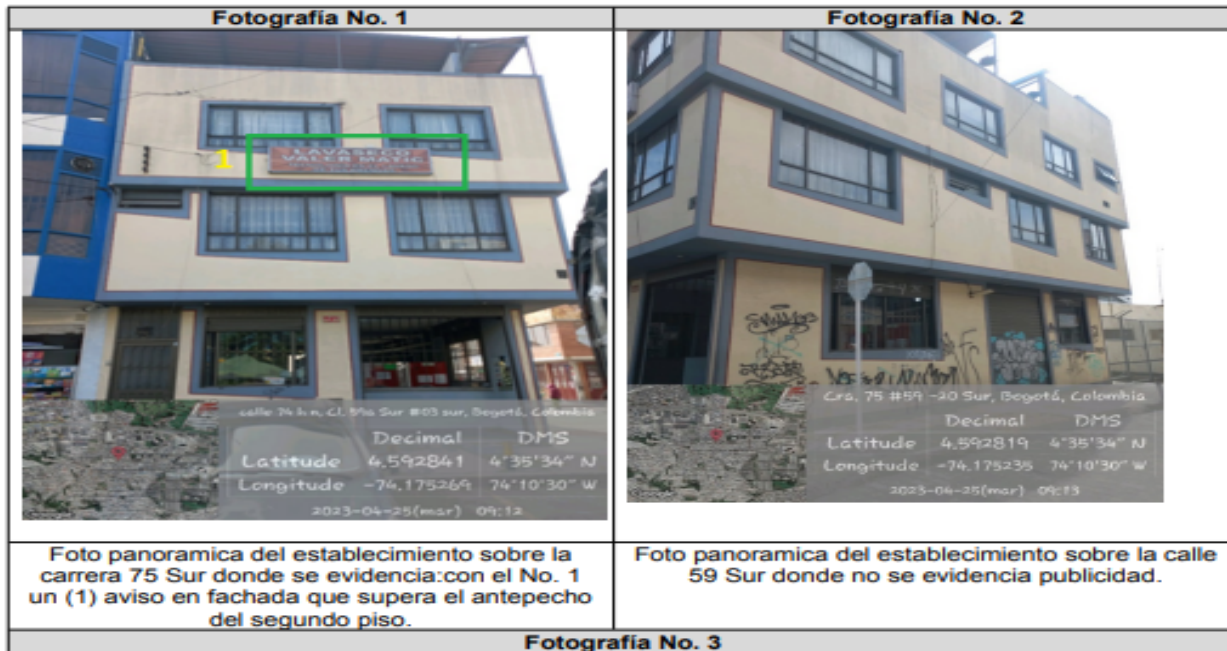 Fotografía No. 1
Fotografía No. 2
1
LAVASECO
VALER MATIC
calle 74 h n, Cl. 59a Sur #03 sur, Bogotá, Colombia
Decimal DMS
Latitude 4.592841 4°35'34" N
Longitude -74.175269 74°10'30" W
2023-04-25(mar) 09:12
Cra. 75 #59 -20 Sur, Bogotá, Colombia
Decimal DMS
Latitude 4.592819 4°35'34" N
Longitude -74.175235 74°10'30" W
2023-04-25(mar) 09:13
Foto panoramica del establecimiento sobre la
carrera 75 Sur donde se evidencia:con el No. 1
un (1) aviso en fachada que supera el antepecho
del segundo piso.
Foto panoramica del establecimiento sobre la calle
59 Sur donde no se evidencia publicidad.
Fotografía No. 3